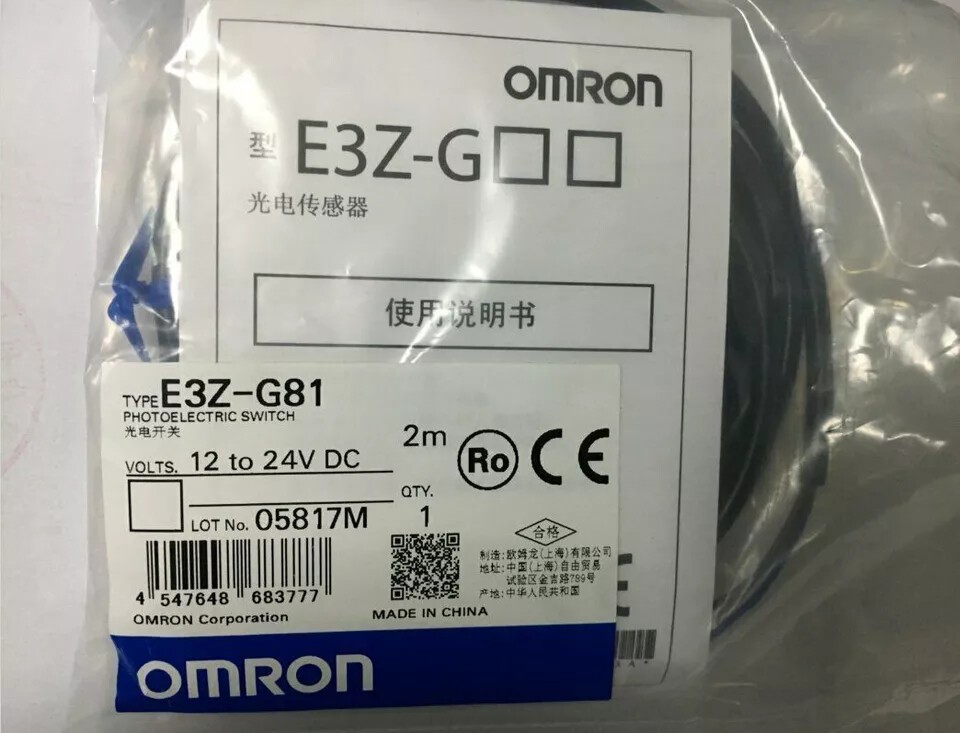 OMRON
型 E3Z-G□□
光电传感器
使用说明书
TYPE E3Z-G81
PHOTOELECTRIC SWITCH
光电开关
2m
Ro
CE
VOLTS. 12 to 24V DC
QTY.
1
LOT No. 05817M
4 547648 683777
OMRON Corporation
MADE IN CHINA
合格
制造:欧姆龙(上海)有限公司
地址:中国(上海)自由贸易
试验区金吉路789号
产地:中华人民共和国
OMRON